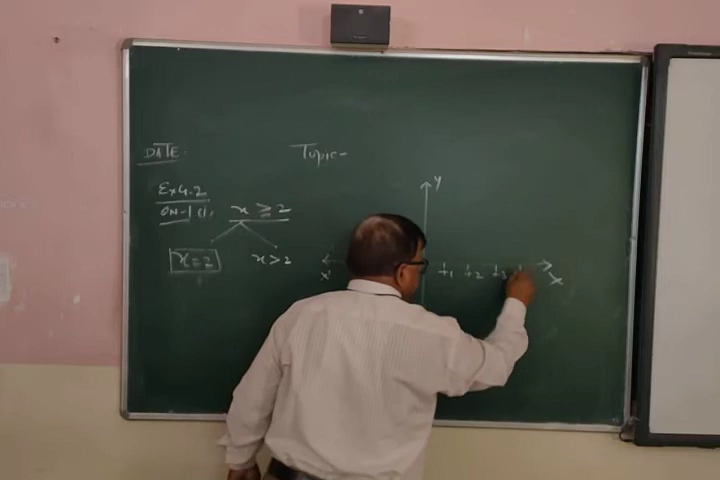 DATE.
Topic-
Ex4.2
QN-1(i), x ≥ 2
x = 2
x > 2
Y
X'
+1 +2 +3
X